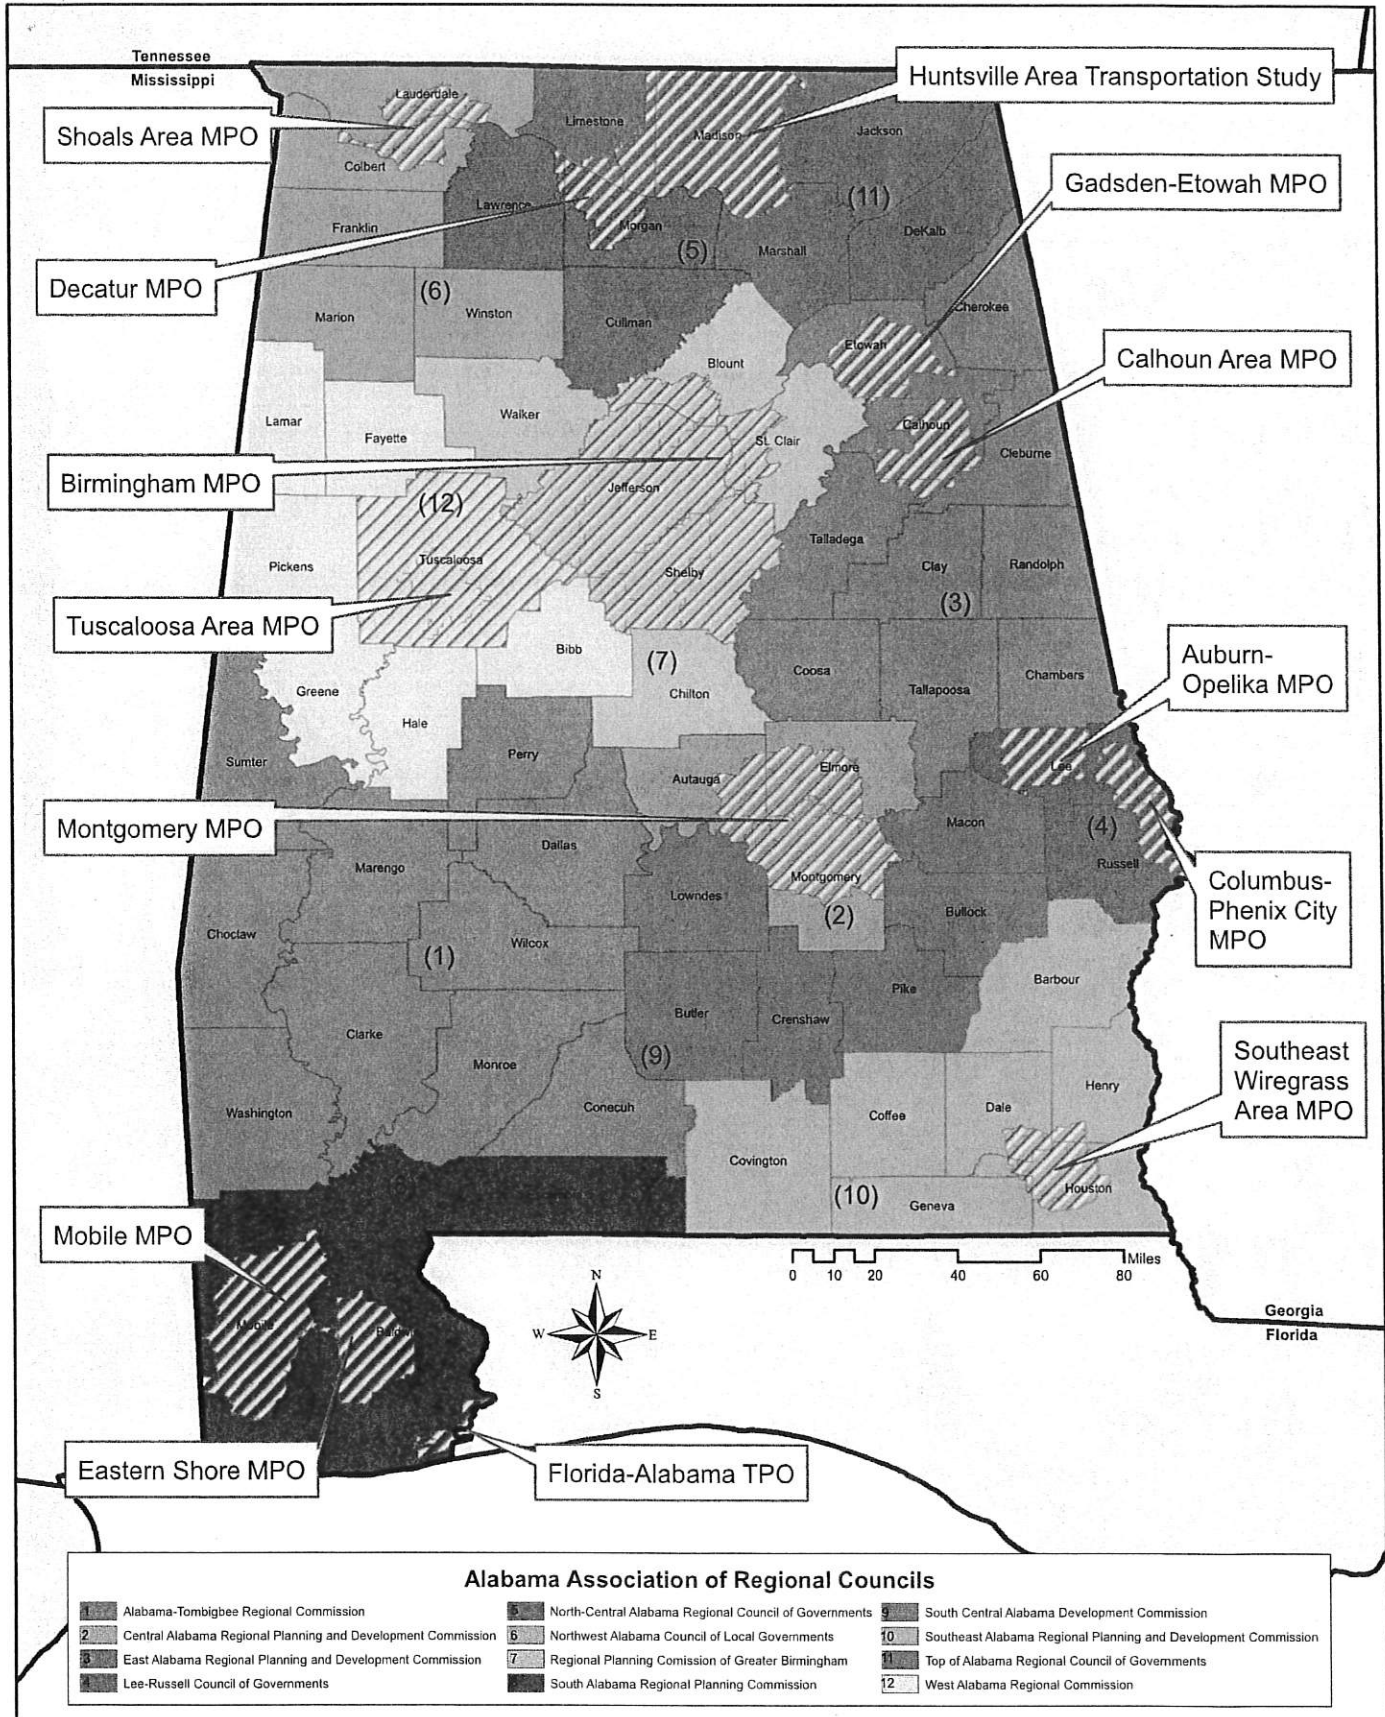 Tennessee
Mississippi
Huntsville Area Transportation Study
Lauderdale
Limestone
Madison
Jackson
Shoals Area MPO
Colbert
Gadsden-Etowah MPO
Lawrence
(11)
Franklin
Morgan
(5)
Marshall
DeKalb
Decatur MPO
(6)
Marion
Winston
Cullman
Cherokee
Etowah
Blount
Calhoun Area MPO
Lamar
Walker
Fayette
St. Clair
Calhoun
Cleburne
Birmingham MPO
Jefferson
(12)
Talladega
Tuscaloosa
Pickens
Shelby
Clay
Randolph
(3)
Tuscaloosa Area MPO
Bibb
(7)
Chilton
Coosa
Tallapoosa
Chambers
Auburn-
Opelika MPO
Greene
Hale
Sumter
Perry
Autauga
Elmore
Lee
Montgomery MPO
Macon
(4)
Russell
Dallas
Marengo
Montgomery
Lowndes
(2)
Bullock
Columbus-
Phenix City
MPO
Choctaw
(1)
Wilcox
Barbour
Pike
Butler
Crenshaw
Clarke
(9)
Monroe
Southeast
Wiregrass
Area MPO
Washington
Conecuh
Coffee
Dale
Henry
Covington
(10)
Geneva
Houston
Mobile MPO
Miles
0 10 20 40 60 80
N
W E
S
Georgia
Florida
Mobile
Eastern Shore MPO
Florida-Alabama TPO
Alabama Association of Regional Councils
1 Alabama-Tombigbee Regional Commission
2 Central Alabama Regional Planning and Development Commission
3 East Alabama Regional Planning and Development Commission
4 Lee-Russell Council of Governments
5 North-Central Alabama Regional Council of Governments
6 Northwest Alabama Council of Local Governments
7 Regional Planning Comission of Greater Birmingham
South Alabama Regional Planning Commission
9 South Central Alabama Development Commission
10 Southeast Alabama Regional Planning and Development Commission
11 Top of Alabama Regional Council of Governments
12 West Alabama Regional Commission